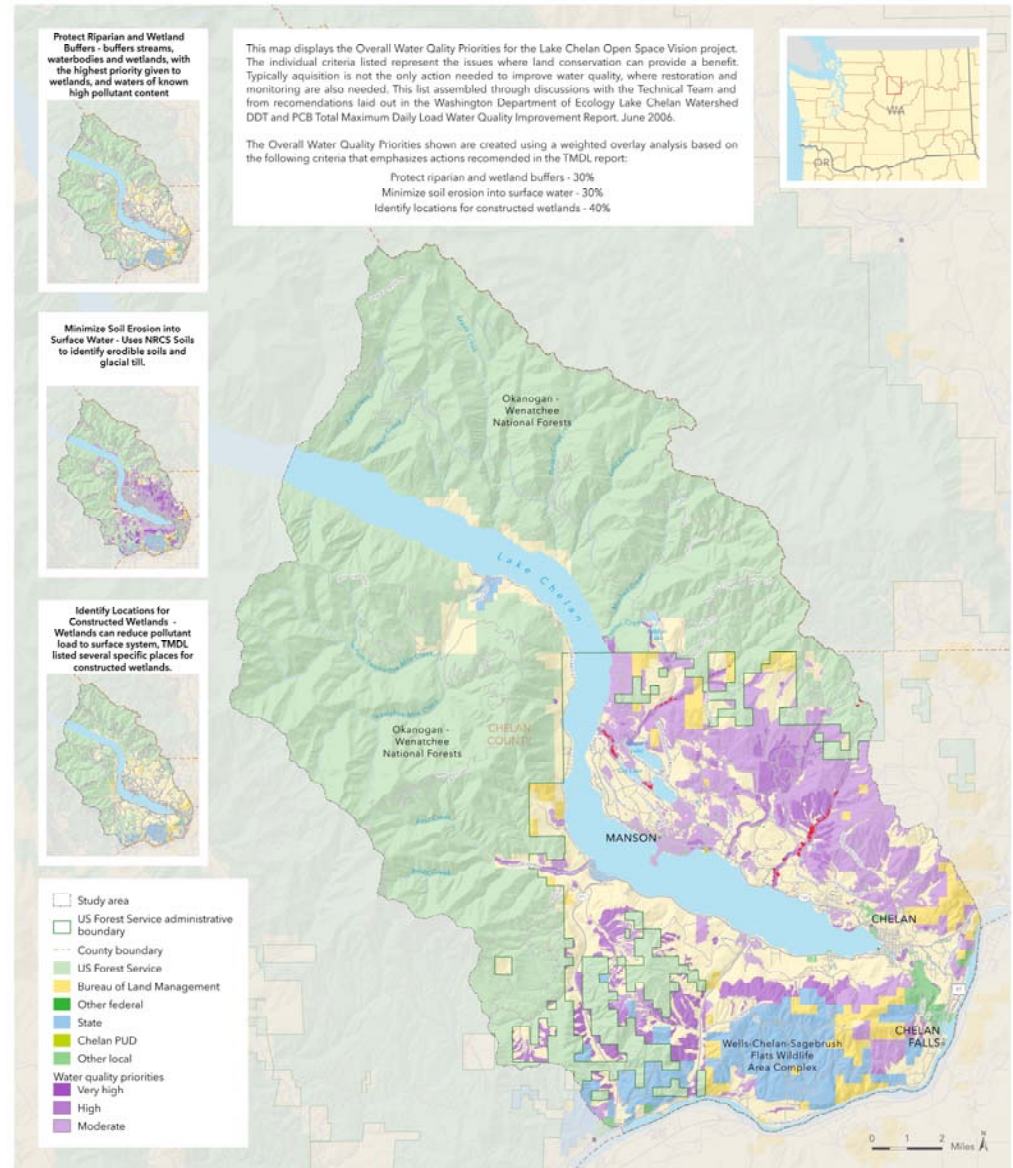 Protect Riparian and Wetland
Buffers - buffers streams,
waterbodies and wetlands, with
the highest priority given to
wetlands, and waters of known
high pollutant content
This map displays the Overall Water Qality Priorities for the Lake Chelan Open Space Vision project.
The individual criteria listed represent the issues where land conservation can provide a benefit.
Typically aquisition is not the only action needed to improve water quality, where restoration and
monitoring are also needed. This list assembled through discussions with the Technical Team and
from recomendations laid out in the Washington Department of Ecology Lake Chelan Watershed
DDT and PCB Total Maximum Daily Load Water Quality Improvement Report. June 2006.
The Overall Water Quality Priorities shown are created using a weighted overlay analysis based on
the following criteria that emphasizes actions recomended in the TMDL report:
Protect riparian and wetland buffers - 30%
Minimize soil erosion into surface water - 30%
Identify locations for constructed wetlands - 40%
WA
OR
Minimize Soil Erosion into
Surface Water - Uses NRCS Soils
to identify erodible soils and
glacial till.
Identify Locations for
Constructed Wetlands -
Wetlands can reduce pollutant
load to surface system, TMDL
listed several specific places for
constructed wetlands.
Okanogan -
Wenatchee
National Forests
Lake Chelan
Okanogan -
Wenatchee
National Forests
CHELAN
COUNTY
MANSON
CHELAN
CHELAN
FALLS
Wells-Chelan-Sagebrush
Flats Wildlife
Area Complex
Study area
US Forest Service administrative
boundary
County boundary
US Forest Service
Bureau of Land Management
Other federal
State
Chelan PUD
Other local
Water quality priorities
Very high
High
Moderate
0 1 2 Miles
N